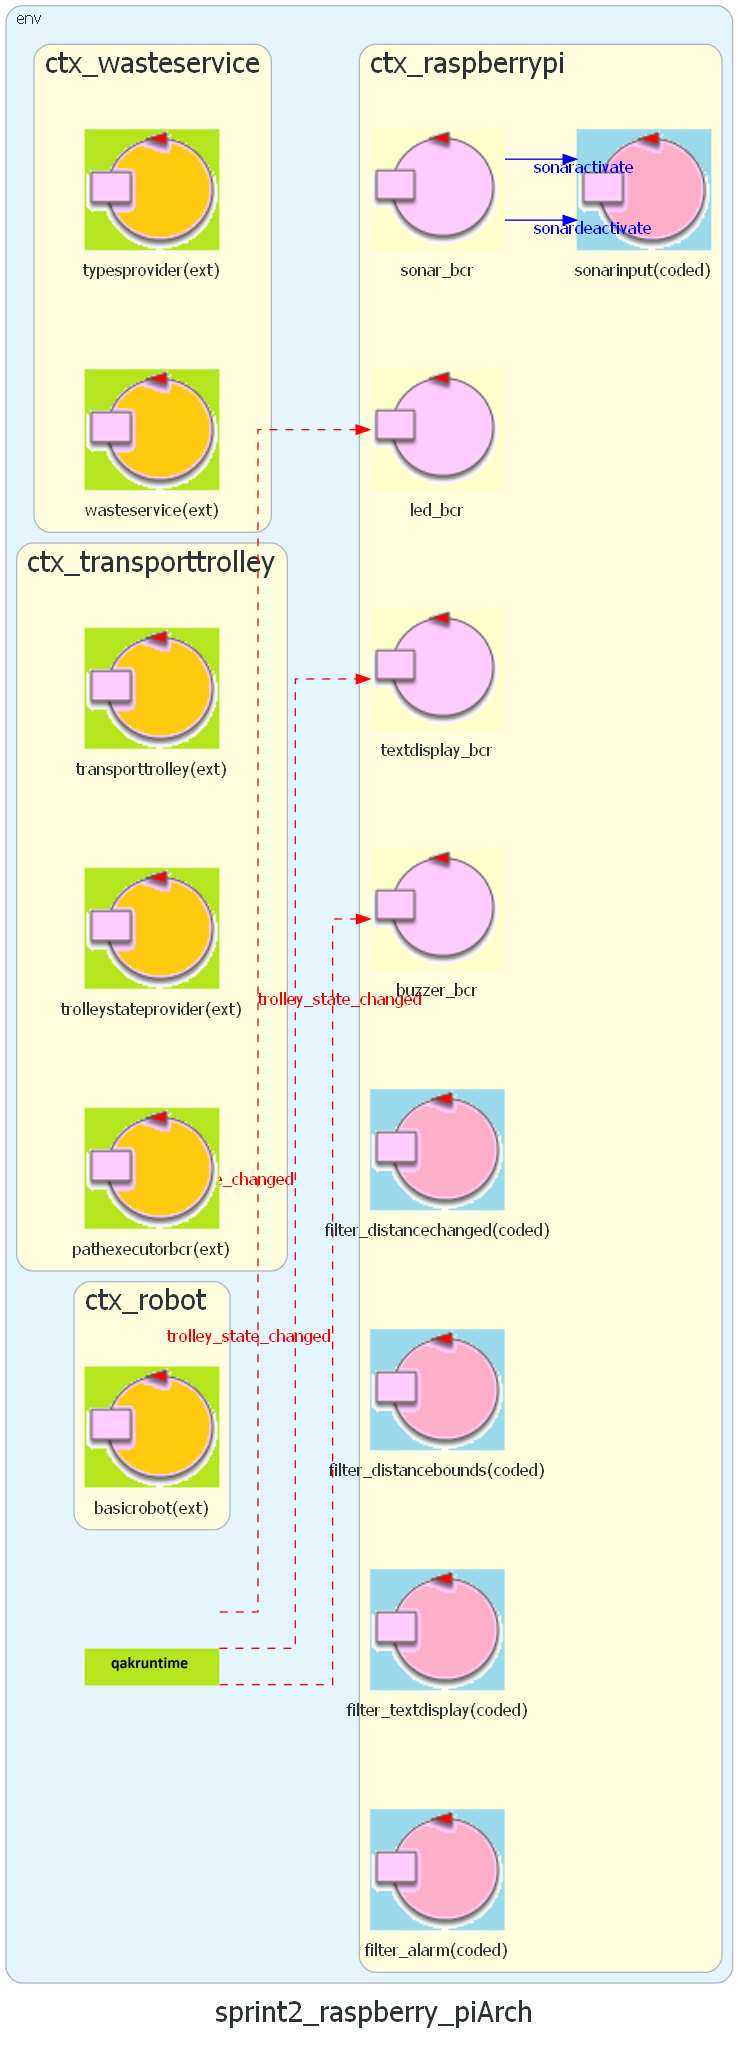 env
ctx_wasteservice
typesprovider(ext)
wasteservice(ext)
ctx_transporttrolley
transporttrolley(ext)
trolleystateprovider(ext)
pathexecutorbcr(ext)
ctx_robot
basicrobot(ext)
qakruntime
ctx_raspberrypi
sonar_bcr
sonaractivate
sonardeactivate
sonarinput(coded)
led_bcr
textdisplay_bcr
buzzer_bcr
trolley_state_changed
e_changed
trolley_state_changed
filter_distancechanged(coded)
filter_distancebounds(coded)
filter_textdisplay(coded)
filter_alarm(coded)
sprint2_raspberry_piArch